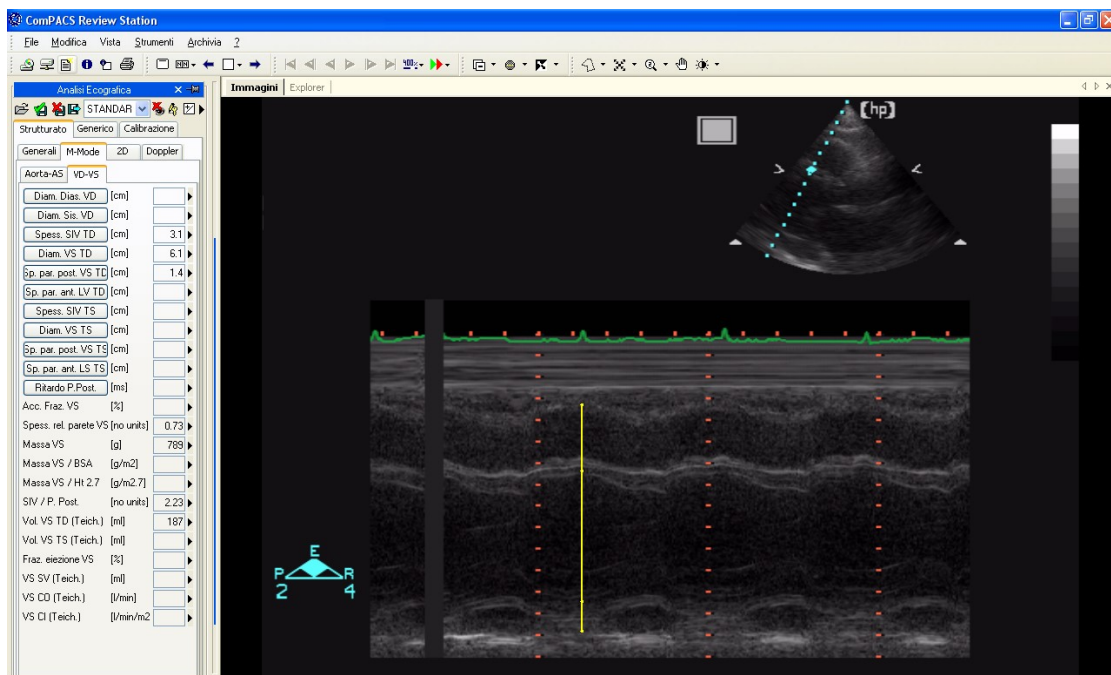 ComPACS Review Station
File Modifica Vista Strumenti Archivia ?
100%
Analisi Ecografica
Immagini Explorer
STANDAR
Strutturato Generico Calibrazione
Generali M-Mode 2D Doppler
Aorta-AS VD-VS
Diam. Dias. VD [cm]
Diam. Sis. VD [cm]
Spess. SIV TD [cm] 3.1
Diam. VS TD [cm] 6.1
Sp. par. post. VS TD [cm] 1.4
Sp. par. ant. LV TD [cm]
Spess. SIV TS [cm]
Diam. VS TS [cm]
Sp. par. post. VS TS [cm]
Sp. par. ant. LS TS [cm]
Ritardo P.Post. [ms]
Acc. Fraz. VS [%]
Spess. rel. parete VS [no units] 0.73
Massa VS [g] 789
Massa VS / BSA [g/m2]
Massa VS / Ht 2.7 [g/m2.7]
SIV / P. Post. [no units] 2.23
Vol. VS TD (Teich.) [ml] 187
Vol. VS TS (Teich.) [ml]
Fraz. eiezione VS [%]
VS SV (Teich.) [ml]
VS CO (Teich.) [l/min]
VS CI (Teich.) [l/min/m2
(hp)
E
P R
2 4